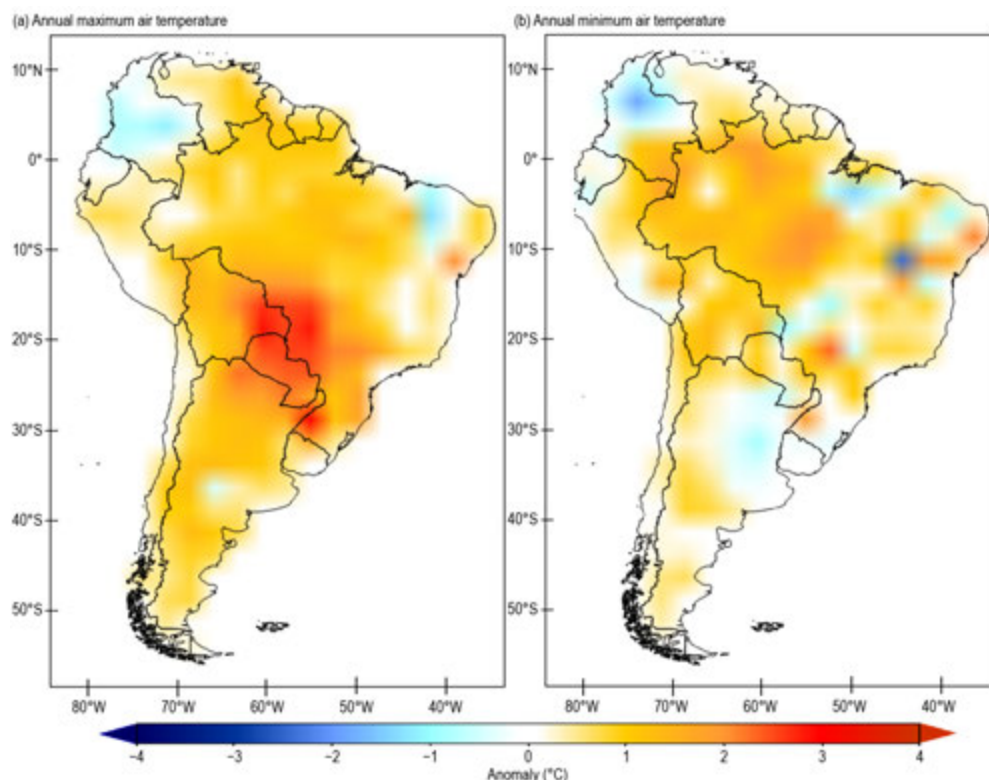 (a) Annual maximum air temperature
(b) Annual minimum air temperature
10°N
0°
10°S
20°S
30°S
40°S
50°S
80°W 70°W 60°W 50°W 40°W
10°N
0°
10°S
20°S
30°S
40°S
50°S
80°W 70°W 60°W 50°W 40°W
−4 −3 −2 −1 0 1 2 3 4
Anomaly (°C)